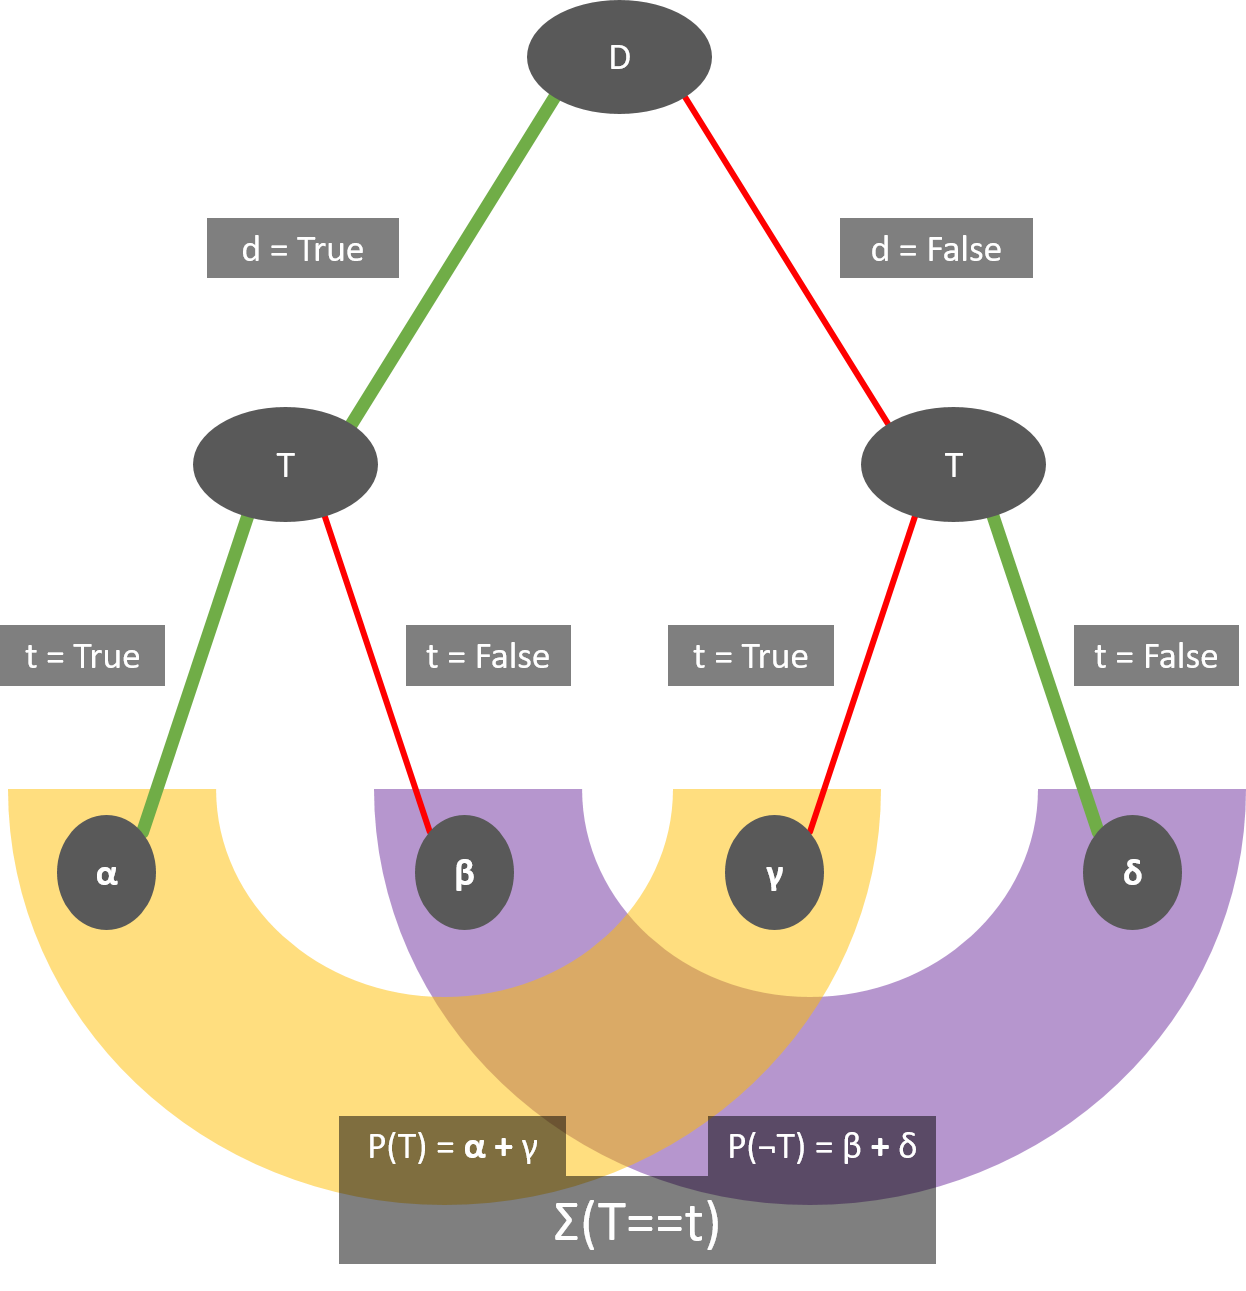 D
d = True
d = False
T
T
t = True
t = False
t = True
t = False
α
β
γ
δ
P(T) = α + γ
P(¬T) = β + δ
Σ(T==t)